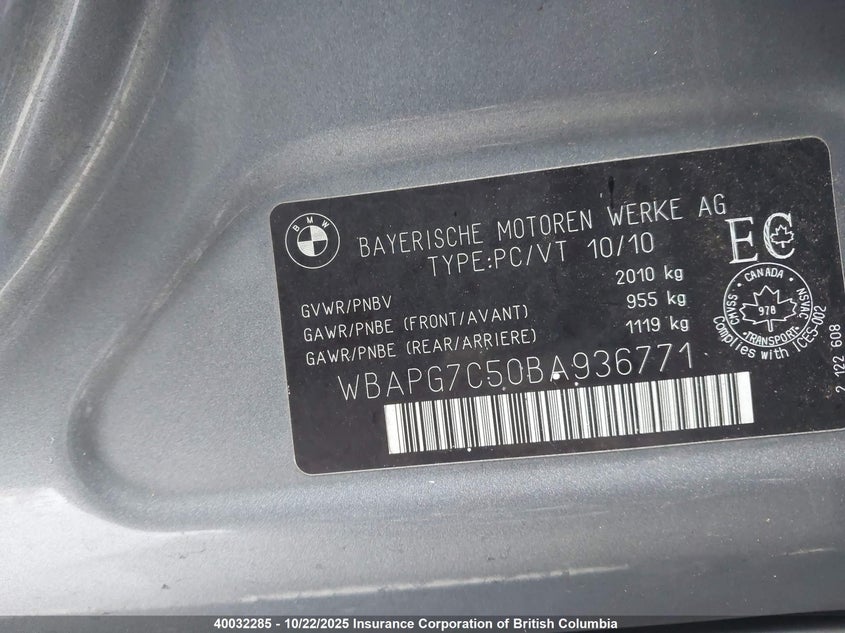 BMW
BAYERISCHE MOTOREN WERKE AG
TYPE:PC/VT 10/10
EC
GVWR/PNBV 2010 kg
GAWR/PNBE (FRONT/AVANT) 955 kg
GAWR/PNBE (REAR/ARRIERE) 1119 kg
CANADA
CMVSS NSVAC
978
TRANSPORT
Complies with ICES-002
WBAPG7C50BA936771
2 122 608
40032285 - 10/22/2025 Insurance Corporation of British Columbia